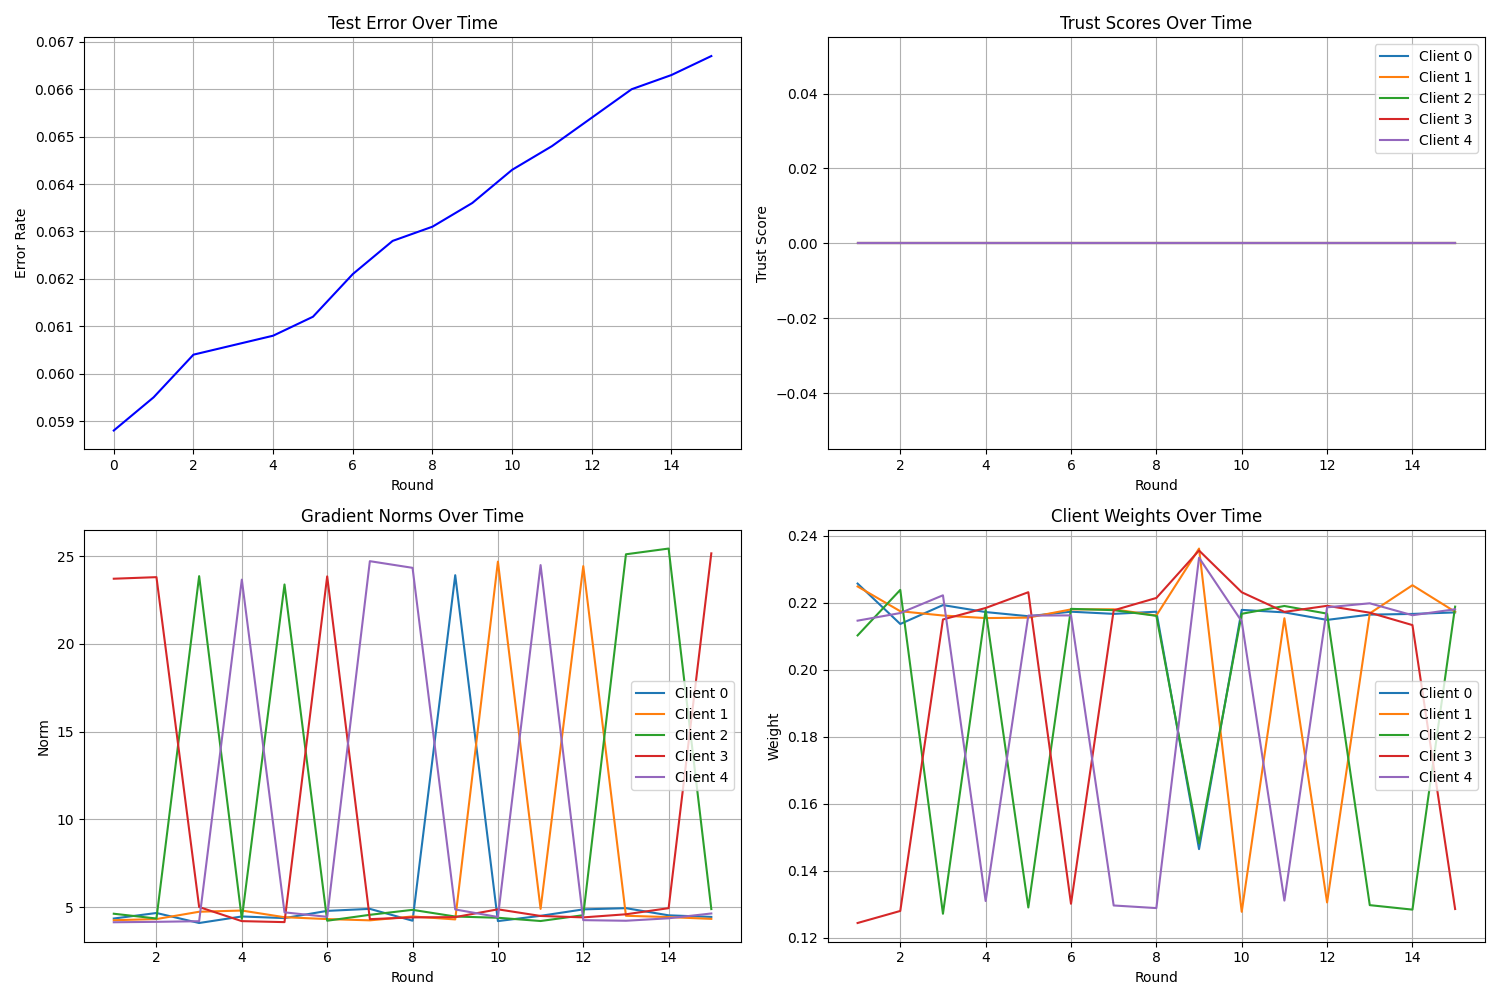 Test Error Over Time
0.067
0.066
0.065
0.064
0.063
0.062
0.061
0.060
0.059
Error Rate
0 2 4 6 8 10 12 14
Round
Trust Scores Over Time
0.04
0.02
0.00
−0.02
−0.04
Trust Score
Client 0
Client 1
Client 2
Client 3
Client 4
2 4 6 8 10 12 14
Round
Gradient Norms Over Time
25
20
15
10
5
Norm
Client 0
Client 1
Client 2
Client 3
Client 4
2 4 6 8 10 12 14
Round
Client Weights Over Time
0.24
0.22
0.20
0.18
0.16
0.14
0.12
Weight
Client 0
Client 1
Client 2
Client 3
Client 4
2 4 6 8 10 12 14
Round